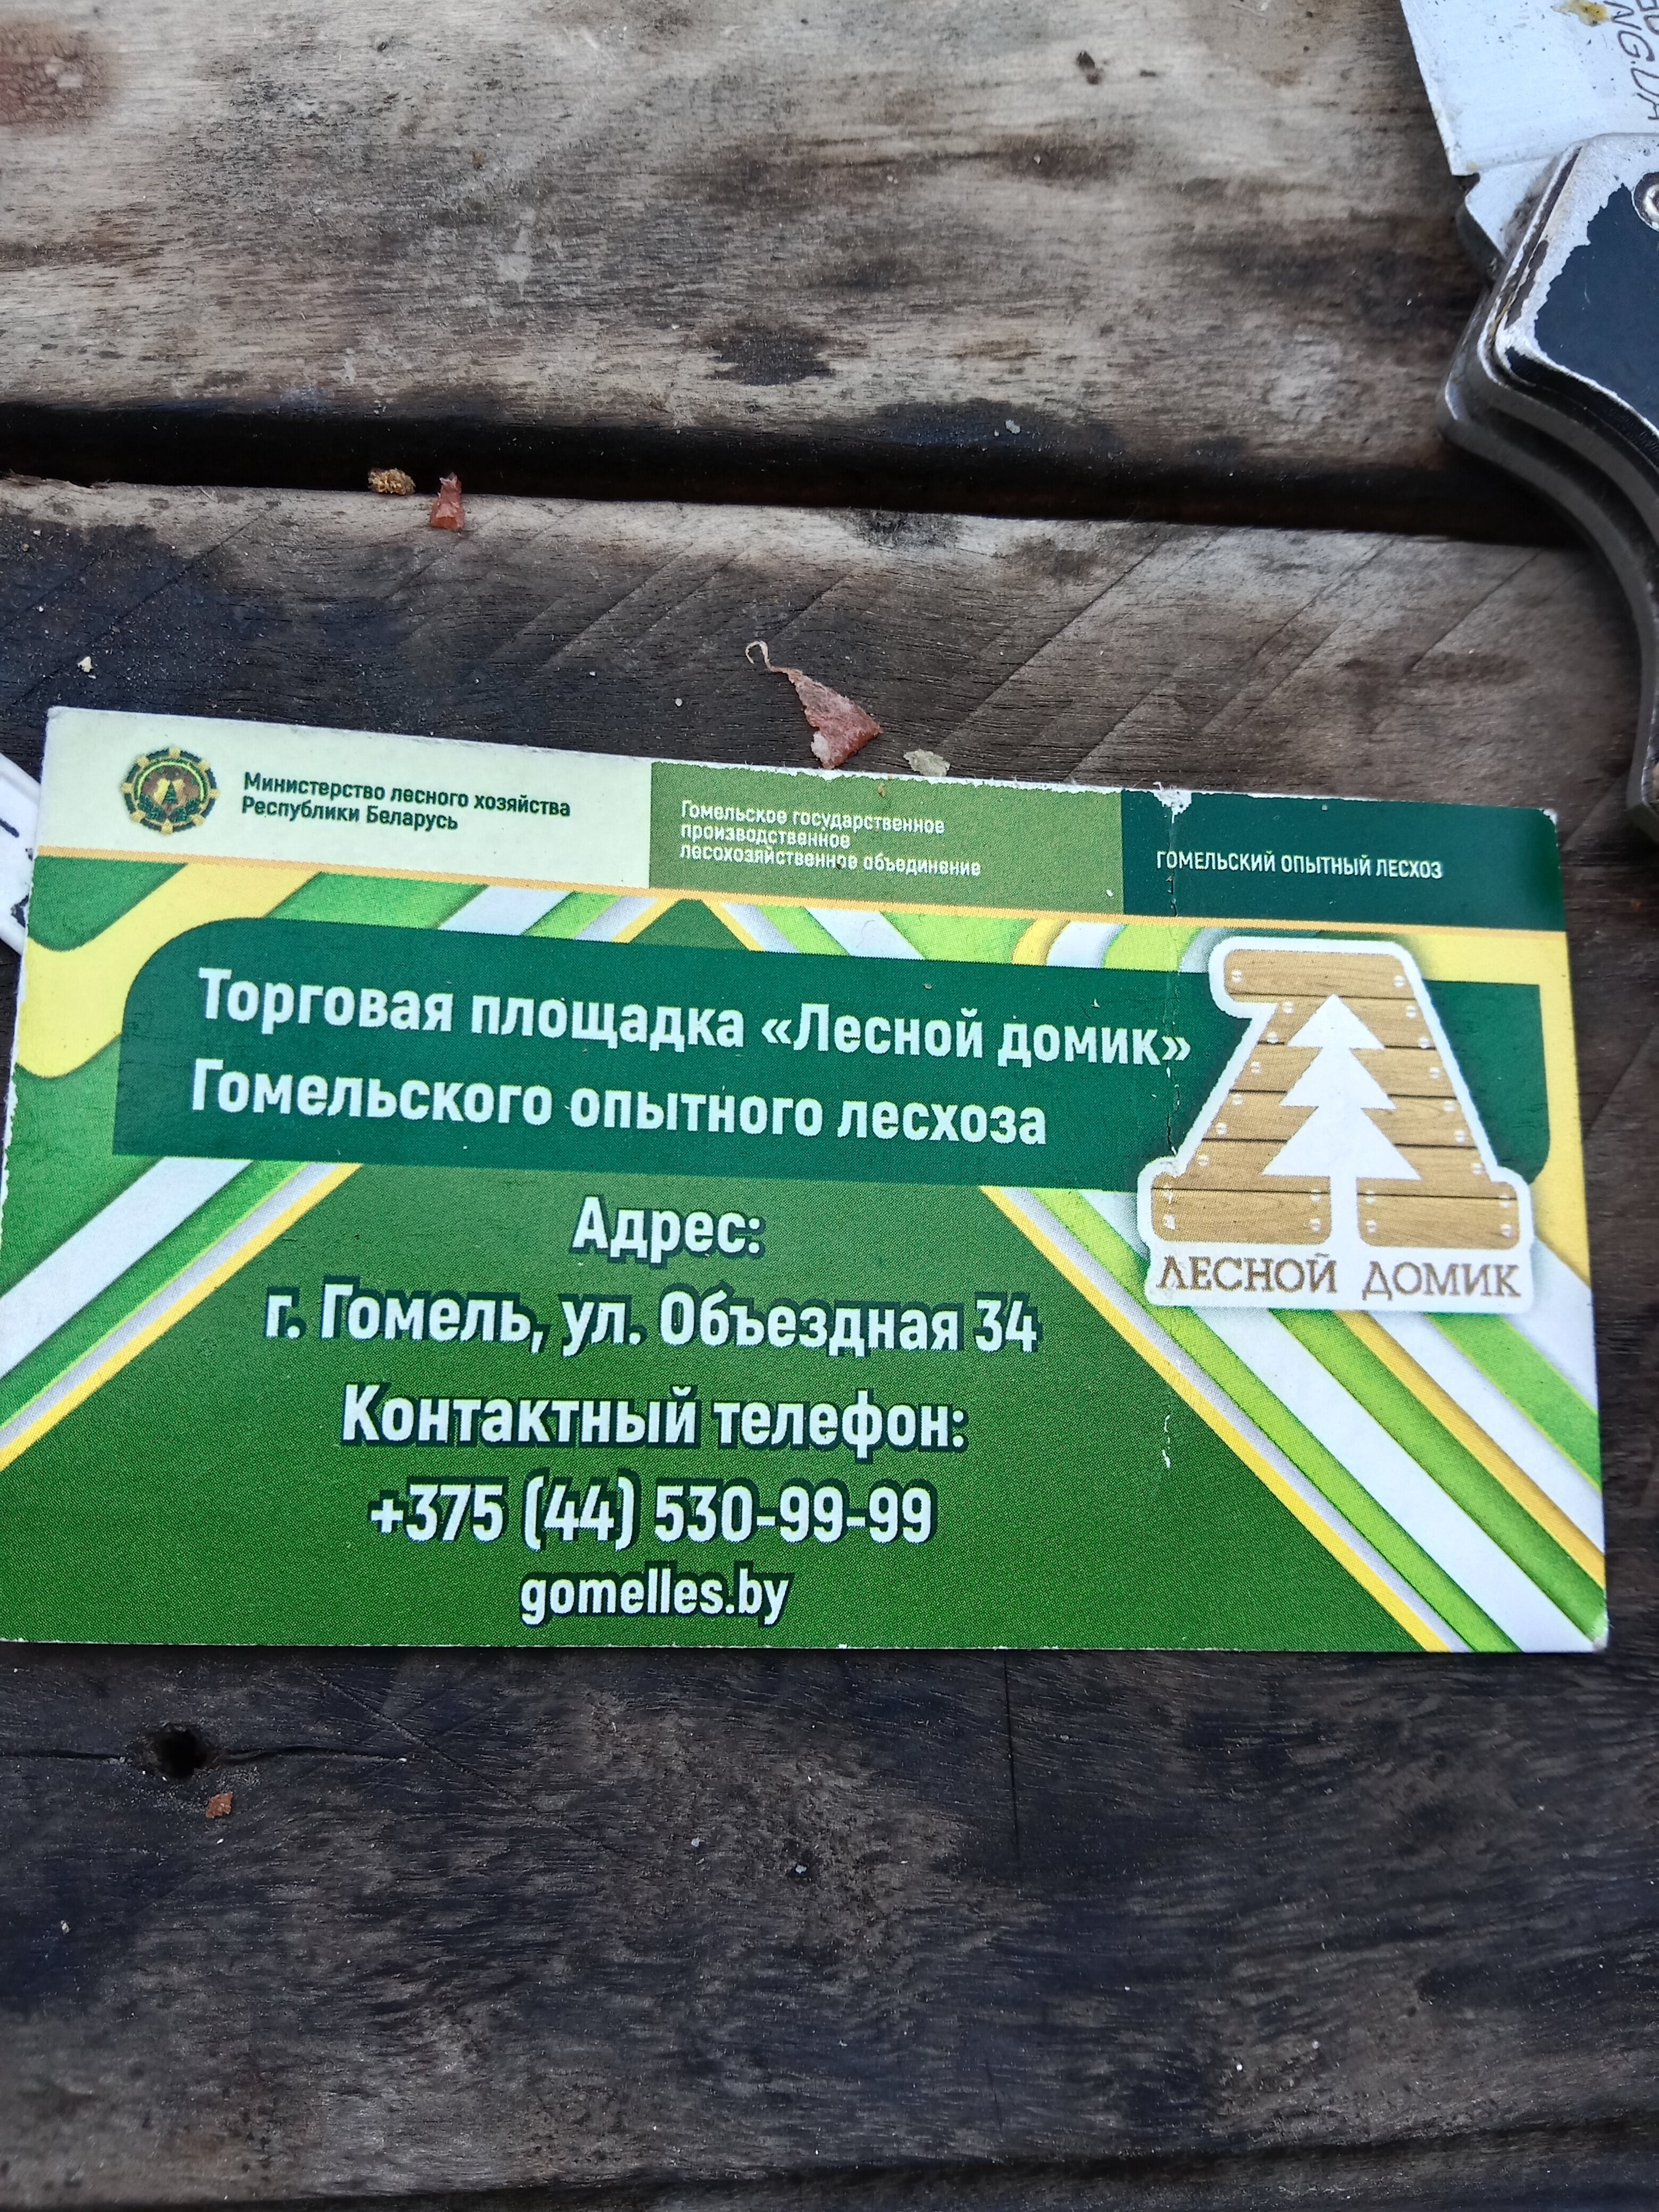 Министерство лесного хозяйства
Республики Беларусь
Гомельское государственное
производственное
лесохозяйственное объединение
ГОМЕЛЬСКИЙ ОПЫТНЫЙ ЛЕСХОЗ
Торговая площадка «Лесной домик»
Гомельского опытного лесхоза
ЛЕСНОЙ ДОМИК
Адрес:
г. Гомель, ул. Объездная 34
Контактный телефон:
+375 (44) 530-99-99
gomelles.by